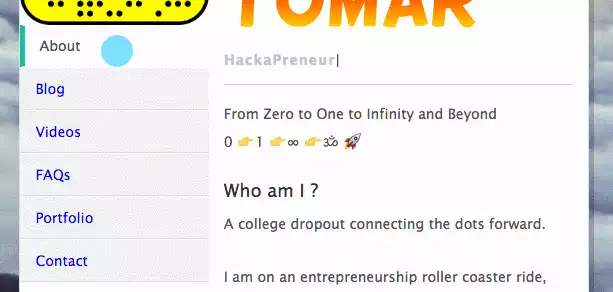 TOMAR
About
Blog
Videos
FAQs
Portfolio
Contact
HackaPreneur|
From Zero to One to Infinity and Beyond
0 👉 1 👉 ∞ 👉 ॐ 🚀
Who am I ?
A college dropout connecting the dots forward.
I am on an entrepreneurship roller coaster ride,